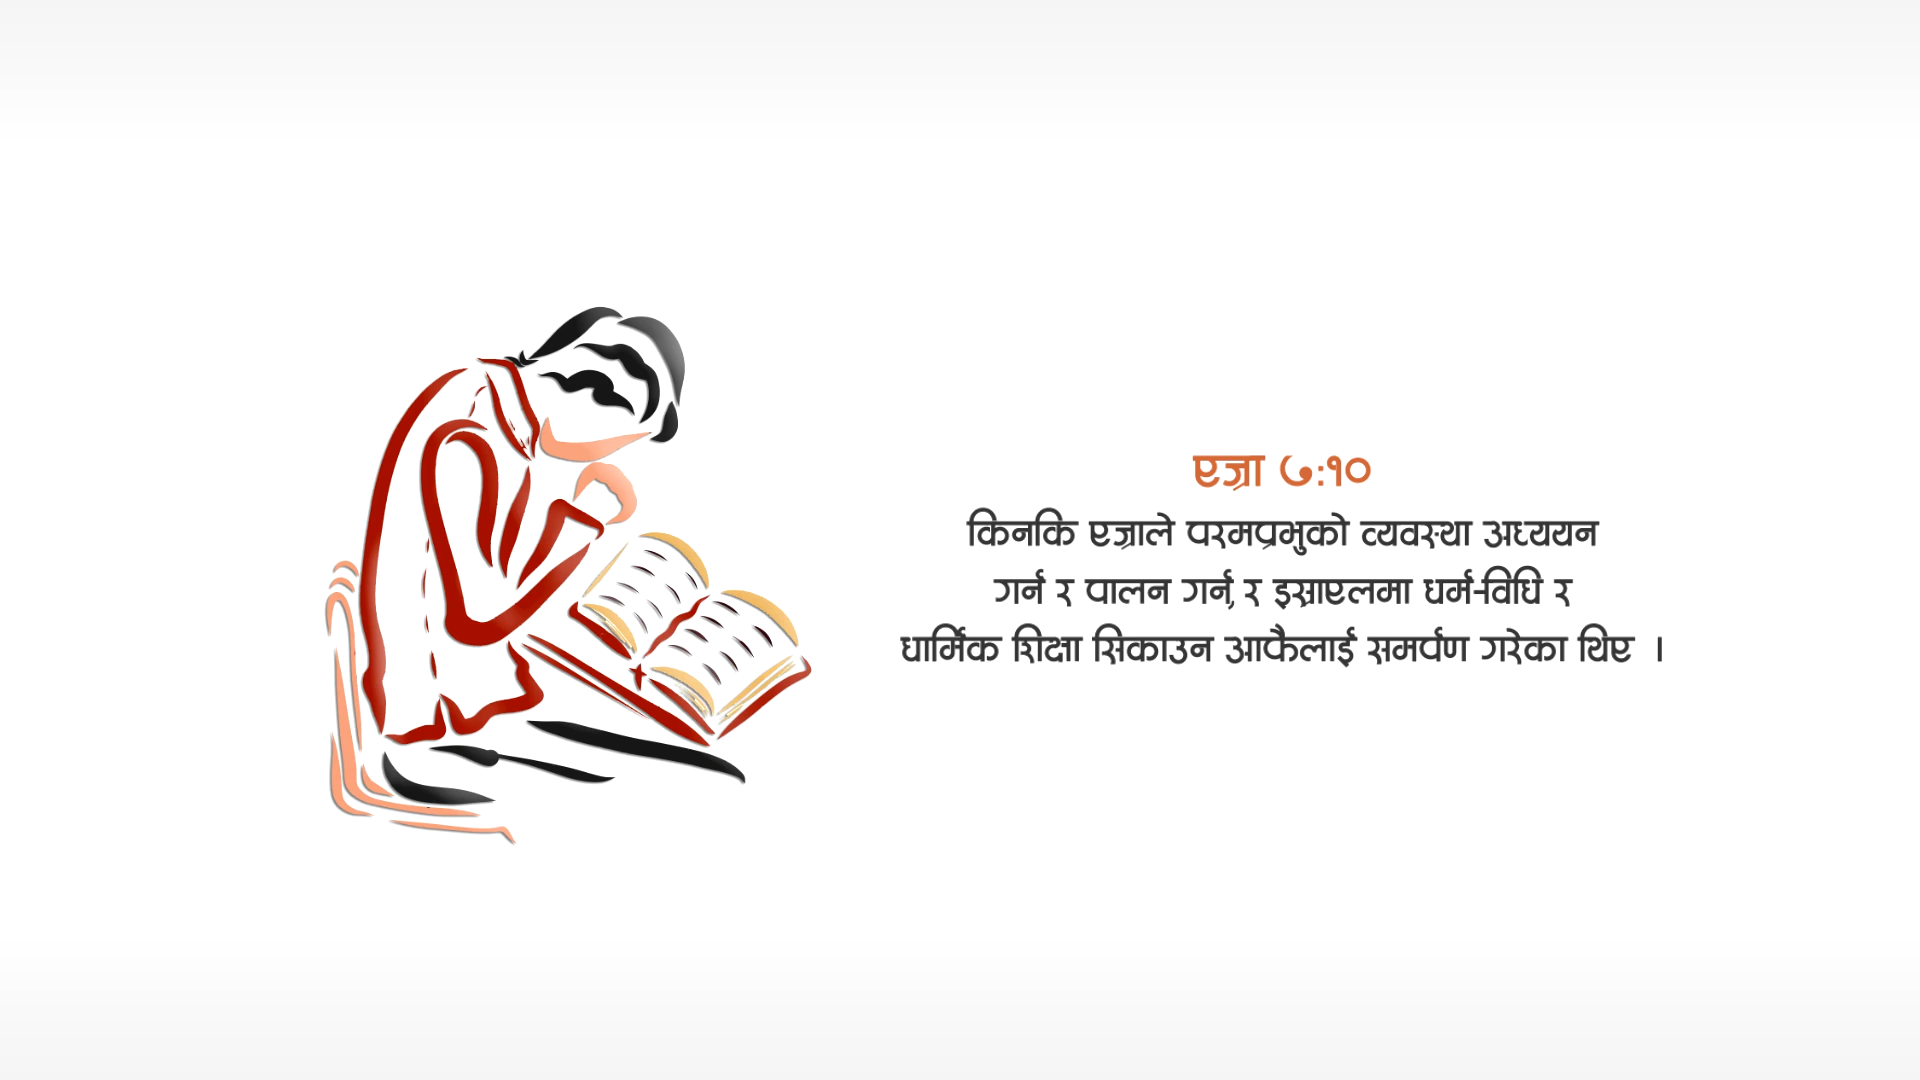 एज्रा ७:१०
किनकि एज्राले परमप्रभुको व्यवस्था अध्ययन
गर्न र पालन गर्न, र इस्राएलमा धर्म-विधि र
धार्मिक शिक्षा सिकाउन आफैलाई समर्पण गरेका थिए ।